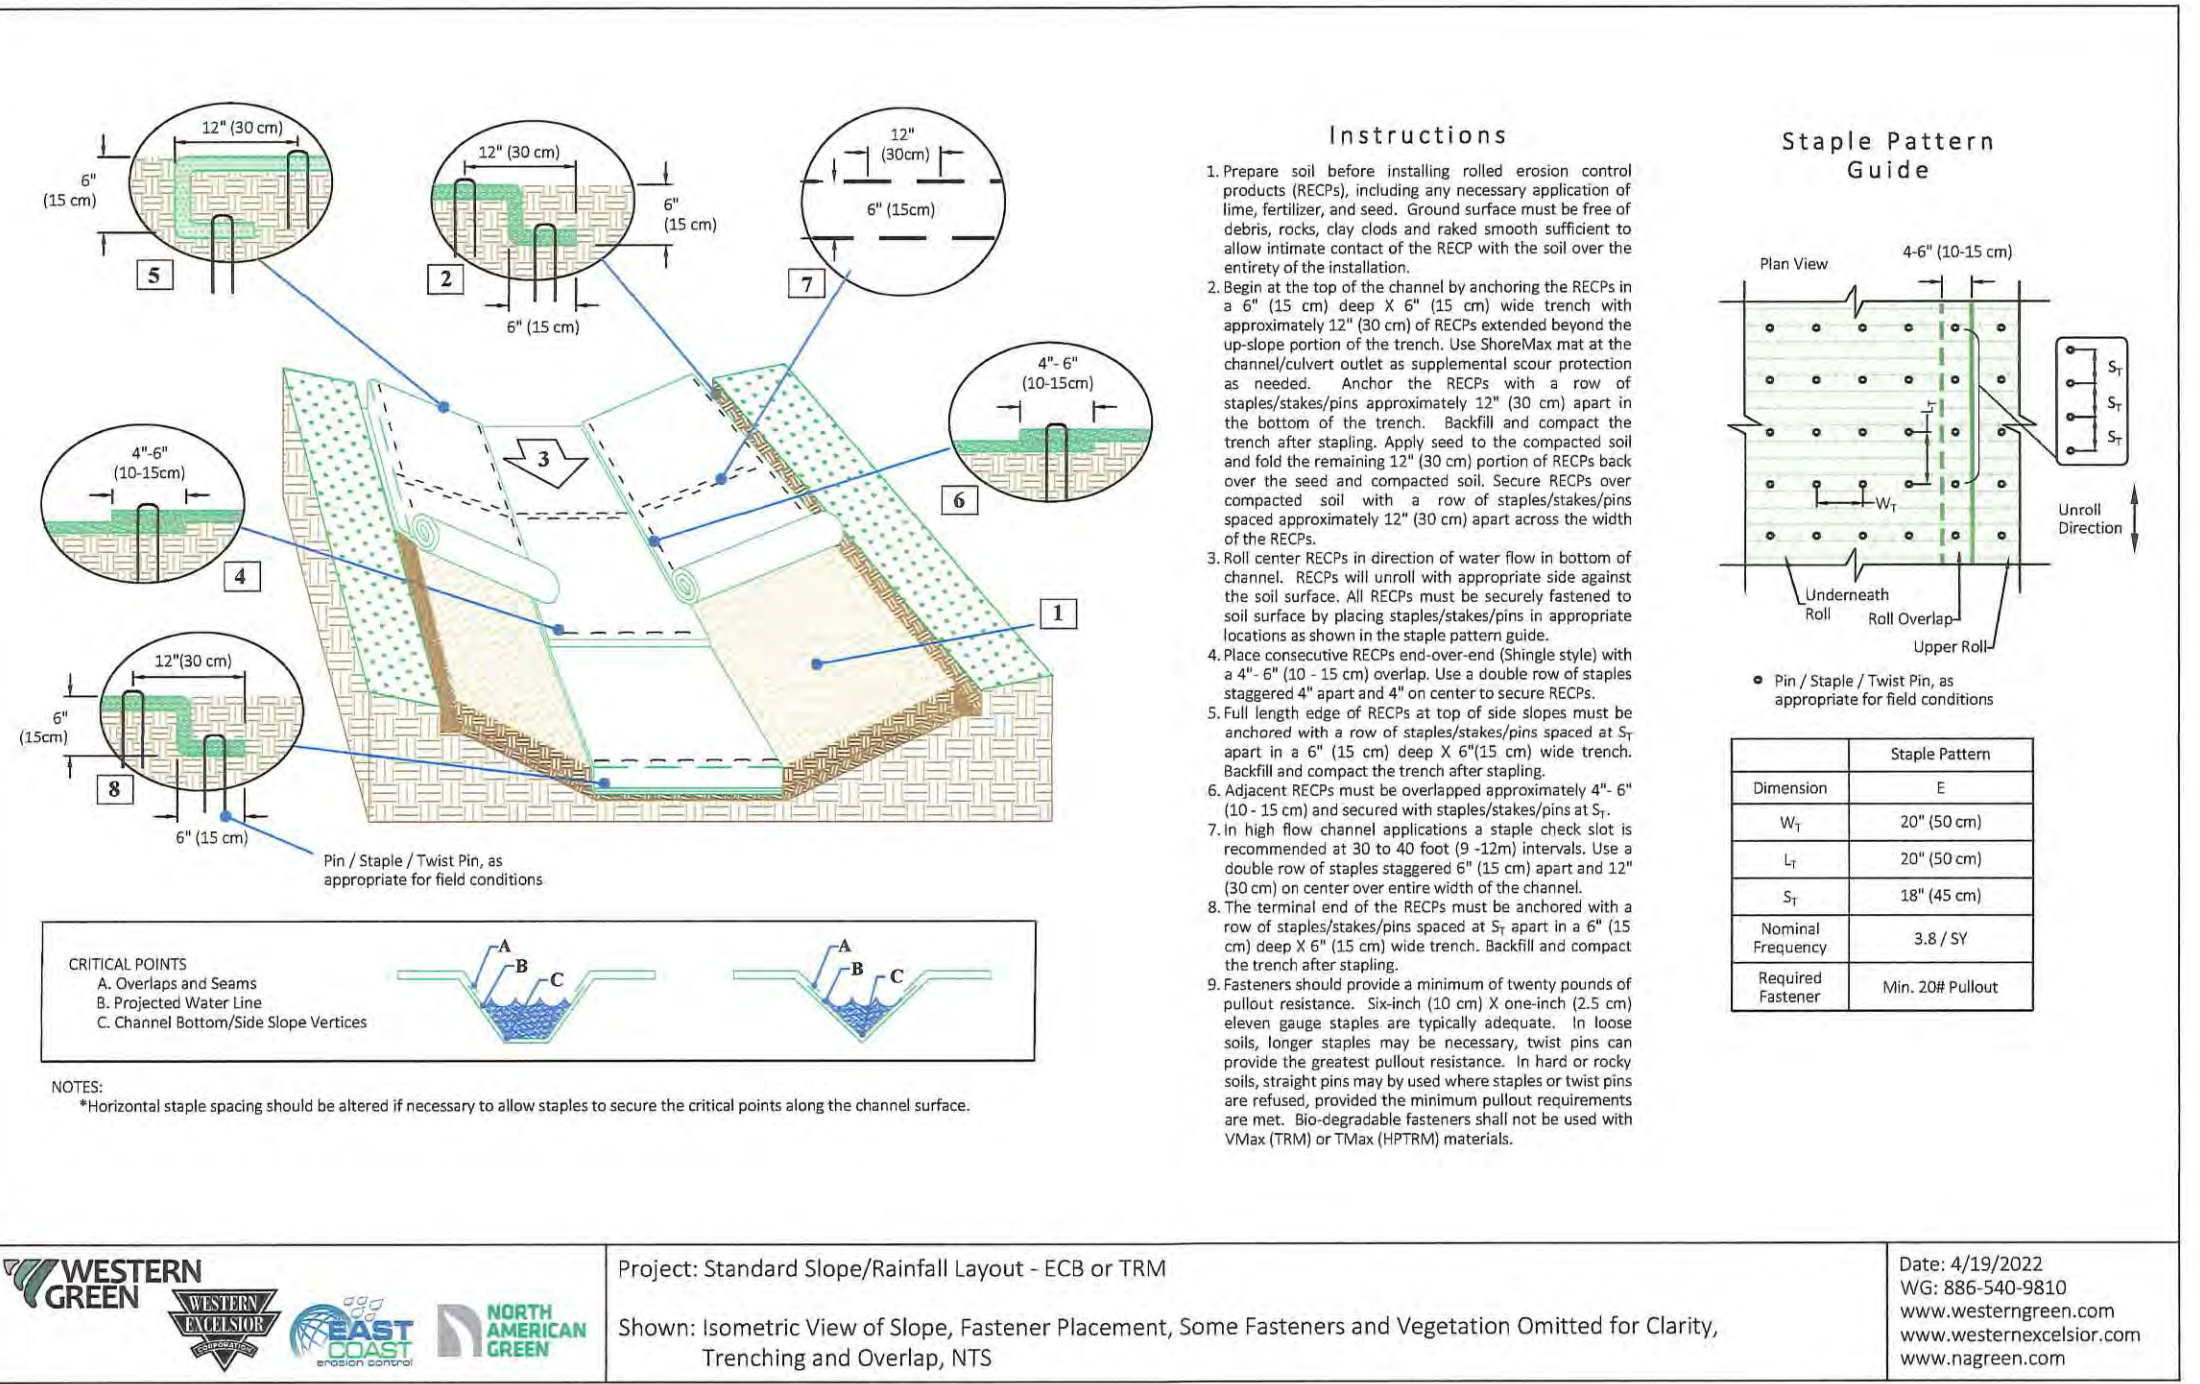 12" (30 cm)
6"
(15 cm)
5
12" (30 cm)
6"
(15 cm)
2
6" (15 cm)
12"
(30cm)
6" (15cm)
7
4"- 6"
(10-15cm)
6
4"-6"
(10-15cm)
4
3
1
12"(30 cm)
6"
(15cm)
8
6" (15 cm)
Pin / Staple / Twist Pin, as
appropriate for field conditions
CRITICAL POINTS
A. Overlaps and Seams
B. Projected Water Line
C. Channel Bottom/Side Slope Vertices
A
B
C
A
B
C
NOTES:
*Horizontal staple spacing should be altered if necessary to allow staples to secure the critical points along the channel surface.
Instructions
1. Prepare soil before installing rolled erosion control
products (RECPs), including any necessary application of
lime, fertilizer, and seed. Ground surface must be free of
debris, rocks, clay clods and raked smooth sufficient to
allow intimate contact of the RECP with the soil over the
entirety of the installation.
2. Begin at the top of the channel by anchoring the RECPs in
a 6" (15 cm) deep X 6" (15 cm) wide trench with
approximately 12" (30 cm) of RECPs extended beyond the
up-slope portion of the trench. Use ShoreMax mat at the
channel/culvert outlet as supplemental scour protection
as needed. Anchor the RECPs with a row of
staples/stakes/pins approximately 12" (30 cm) apart in
the bottom of the trench. Backfill and compact the
trench after stapling. Apply seed to the compacted soil
and fold the remaining 12" (30 cm) portion of RECPs back
over the seed and compacted soil. Secure RECPs over
compacted soil with a row of staples/stakes/pins
spaced approximately 12" (30 cm) apart across the width
of the RECPs.
3. Roll center RECPs in direction of water flow in bottom of
channel. RECPs will unroll with appropriate side against
the soil surface. All RECPs must be securely fastened to
soil surface by placing staples/stakes/pins in appropriate
locations as shown in the staple pattern guide.
4. Place consecutive RECPs end-over-end (Shingle style) with
a 4"- 6" (10 - 15 cm) overlap. Use a double row of staples
staggered 4" apart and 4" on center to secure RECPs.
5. Full length edge of RECPs at top of side slopes must be
anchored with a row of staples/stakes/pins spaced at ST
apart in a 6" (15 cm) deep X 6"(15 cm) wide trench.
Backfill and compact the trench after stapling.
6. Adjacent RECPs must be overlapped approximately 4"- 6"
(10 - 15 cm) and secured with staples/stakes/pins at ST.
7. In high flow channel applications a staple check slot is
recommended at 30 to 40 foot (9 -12m) intervals. Use a
double row of staples staggered 6" (15 cm) apart and 12"
(30 cm) on center over entire width of the channel.
8. The terminal end of the RECPs must be anchored with a
row of staples/stakes/pins spaced at ST apart in a 6" (15
cm) deep X 6" (15 cm) wide trench. Backfill and compact
the trench after stapling.
9. Fasteners should provide a minimum of twenty pounds of
pullout resistance. Six-inch (10 cm) X one-inch (2.5 cm)
eleven gauge staples are typically adequate. In loose
soils, longer staples may be necessary, twist pins can
provide the greatest pullout resistance. In hard or rocky
soils, straight pins may by used where staples or twist pins
are refused, provided the minimum pullout requirements
are met. Bio-degradable fasteners shall not be used with
VMax (TRM) or TMax (HPTRM) materials.
Staple Pattern
Guide
Plan View
4-6" (10-15 cm)
LT
WT
ST
ST
ST
Unroll
Direction
Underneath
Roll
Roll Overlap
Upper Roll
Pin / Staple / Twist Pin, as
appropriate for field conditions
Staple Pattern
Dimension E
WT 20" (50 cm)
LT 20" (50 cm)
ST 18" (45 cm)
Nominal
Frequency 3.8 / SY
Required
Fastener Min. 20# Pullout
WESTERN
GREEN
WESTERN
EXCELSIOR
CORPORATION
EAST
COAST
erosion control
NORTH
AMERICAN
GREEN
Project: Standard Slope/Rainfall Layout - ECB or TRM
Shown: Isometric View of Slope, Fastener Placement, Some Fasteners and Vegetation Omitted for Clarity,
Trenching and Overlap, NTS
Date: 4/19/2022
WG: 886-540-9810
www.westerngreen.com
www.westernexcelsior.com
www.nagreen.com